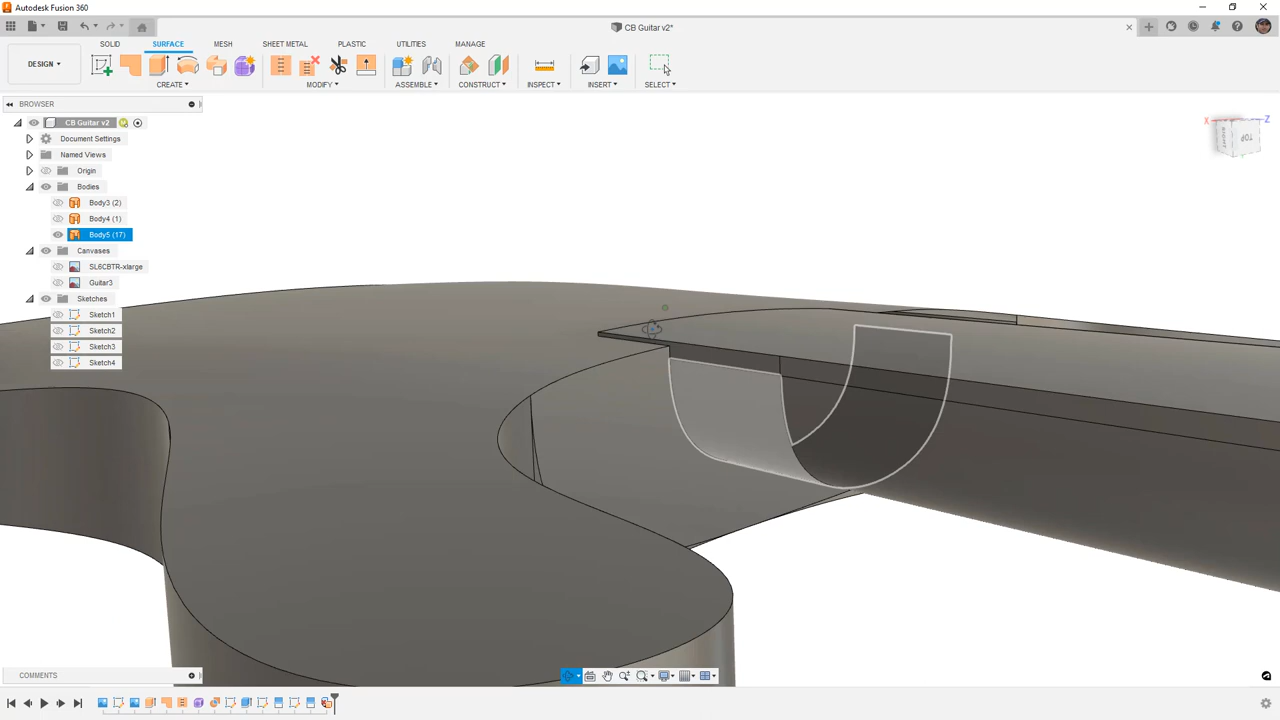 Autodesk Fusion 360
CB Guitar v2*
DESIGN
SOLID
SURFACE
MESH
SHEET METAL
PLASTIC
UTILITIES
MANAGE
CREATE
MODIFY
ASSEMBLE
CONSTRUCT
INSPECT
INSERT
SELECT
BROWSER
CB Guitar v2
Document Settings
Named Views
Origin
Bodies
Body3 (2)
Body4 (1)
Body5 (17)
Canvases
SL6CBTR-xlarge
Guitar3
Sketches
Sketch1
Sketch2
Sketch3
Sketch4
X
Z
RIGHT
TOP
COMMENTS